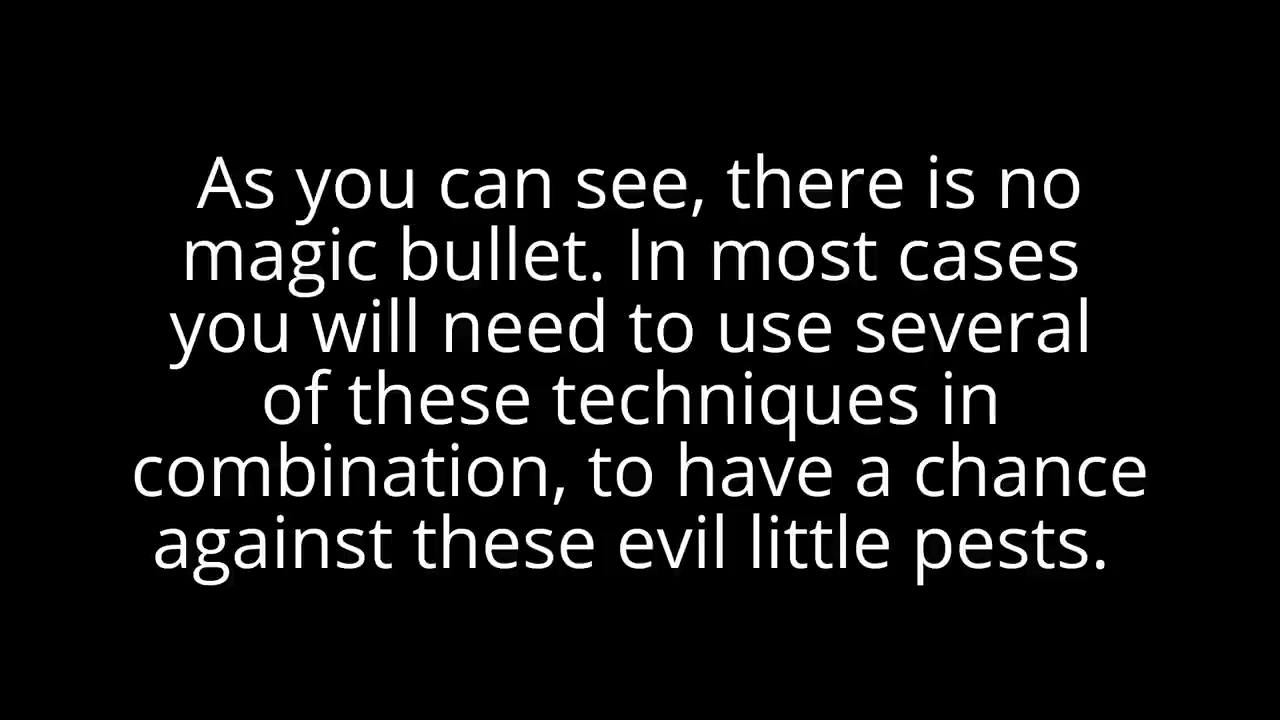 As you can see, there is no
magic bullet. In most cases
you will need to use several
of these techniques in
combination, to have a chance
against these evil little pests.